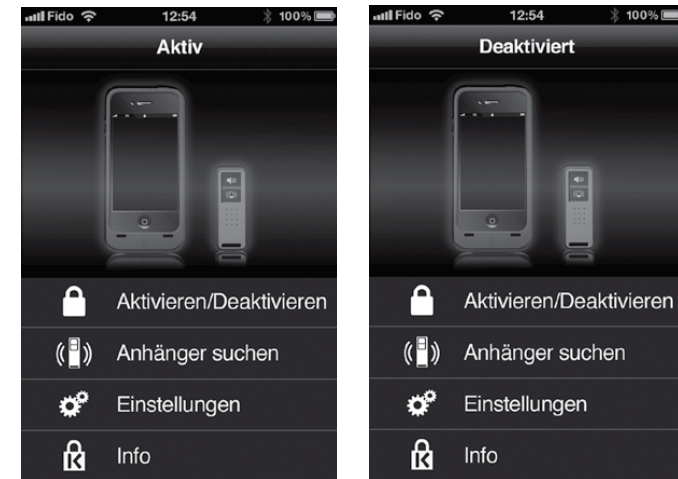 Fido 12:54 100%
Aktiv
Aktivieren/Deaktivieren
Anhänger suchen
Einstellungen
Info
Fido 12:54 100%
Deaktiviert
Aktivieren/Deaktivieren
Anhänger suchen
Einstellungen
Info